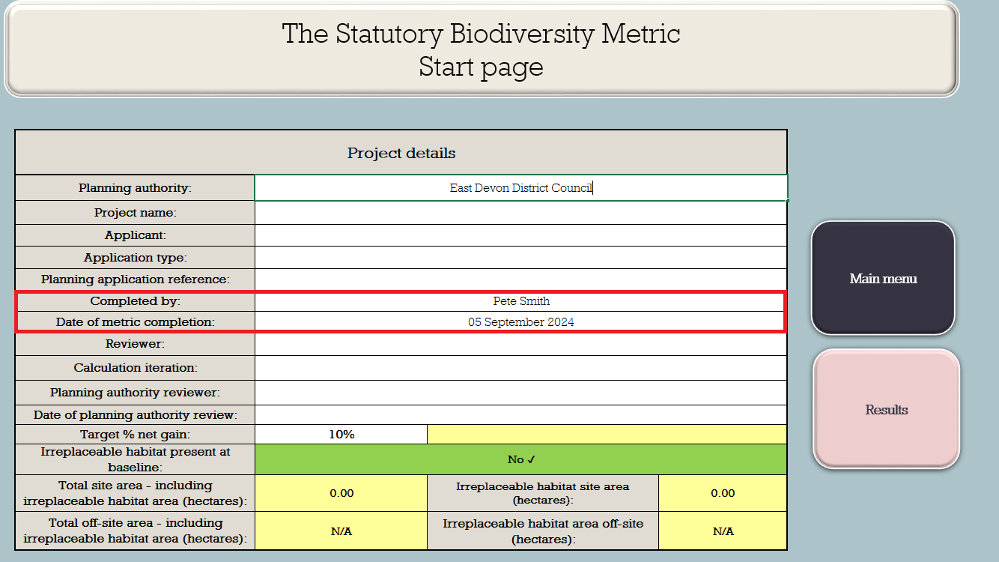 The Statutory Biodiversity Metric
Start page
Project details
Planning authority: East Devon District Council
Project name:
Applicant:
Application type:
Planning application reference:
Completed by: Pete Smith
Date of metric completion: 05 September 2024
Reviewer:
Calculation iteration:
Planning authority reviewer:
Date of planning authority review:
Target % net gain: 10%
Irreplaceable habitat present at
baseline:
No ✓
Total site area - including
irreplaceable habitat area (hectares):
0.00
Irreplaceable habitat site area
(hectares):
0.00
Total off-site area - including
irreplaceable habitat area (hectares):
N/A
Irreplaceable habitat area off-site
(hectares):
N/A
Main menu
Results